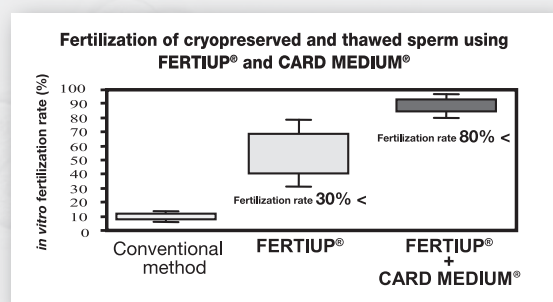 Fertilization of cryopreserved and thawed sperm using
FERTIUP® and CARD MEDIUM®
in vitro fertilization rate (%)
100
90
80
70
60
50
40
30
20
10
0
Fertilization rate 80% <
Fertilization rate 30% <
Conventional
method
FERTIUP®
FERTIUP®
+
CARD MEDIUM®